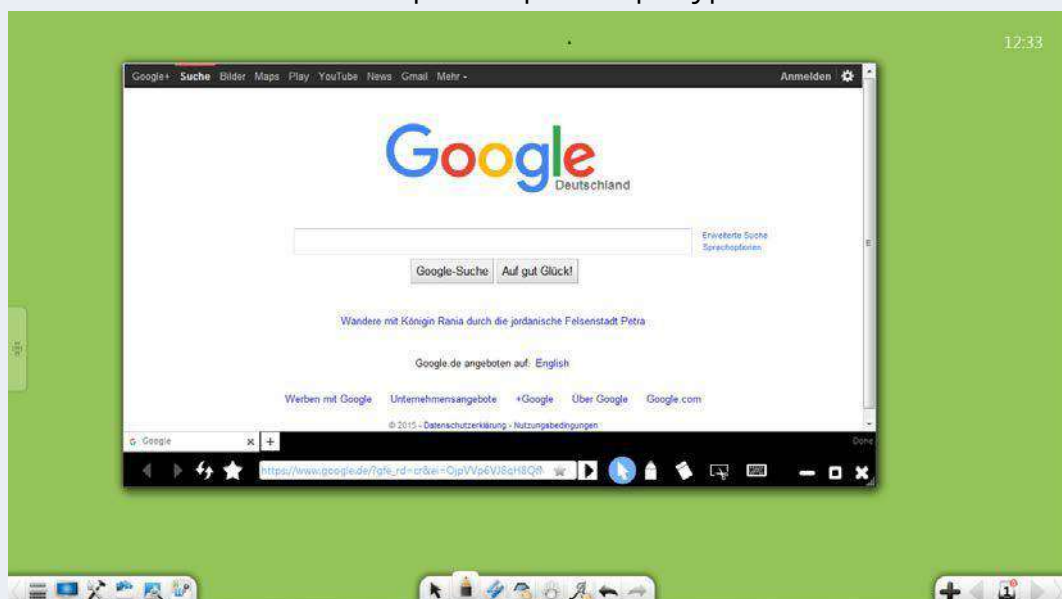 12:33
Google+ Suche Bilder Maps Play YouTube News Gmail Mehr Anmelden
Google
Deutschland
Erweiterte Suche
Sprachoptionen
Google-Suche Auf gut Glück!
Wandere mit Königin Rania durch die jordanische Felsenstadt Petra
Google.de angeboten auf: English
Werben mit Google Unternehmensangebote +Google Über Google Google.com
© 2015 - Datenschutzerklärung - Nutzungsbedingungen
G Google Done
1